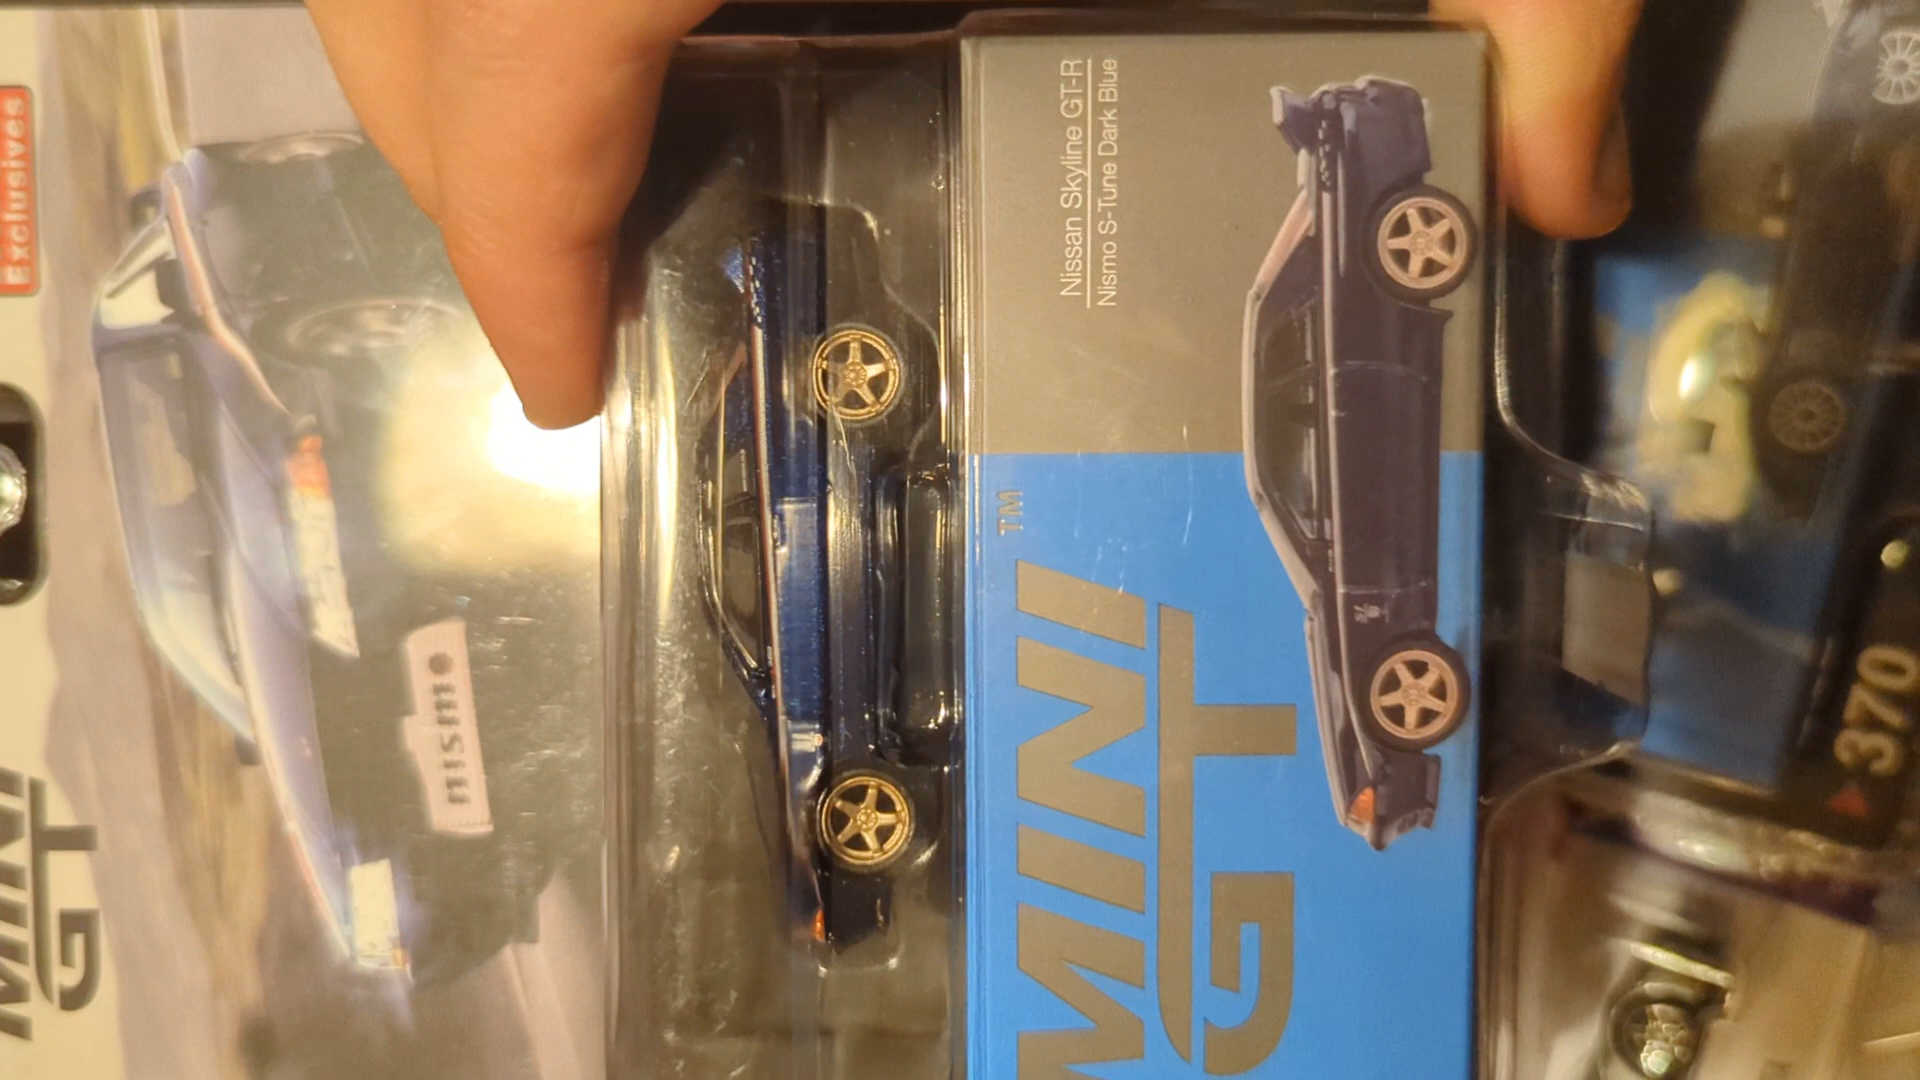 Exclusives
MINI
GT
nismo
Nissan Skyline GT-R
Nismo S-Tune Dark Blue
MINI
GT
TM
370